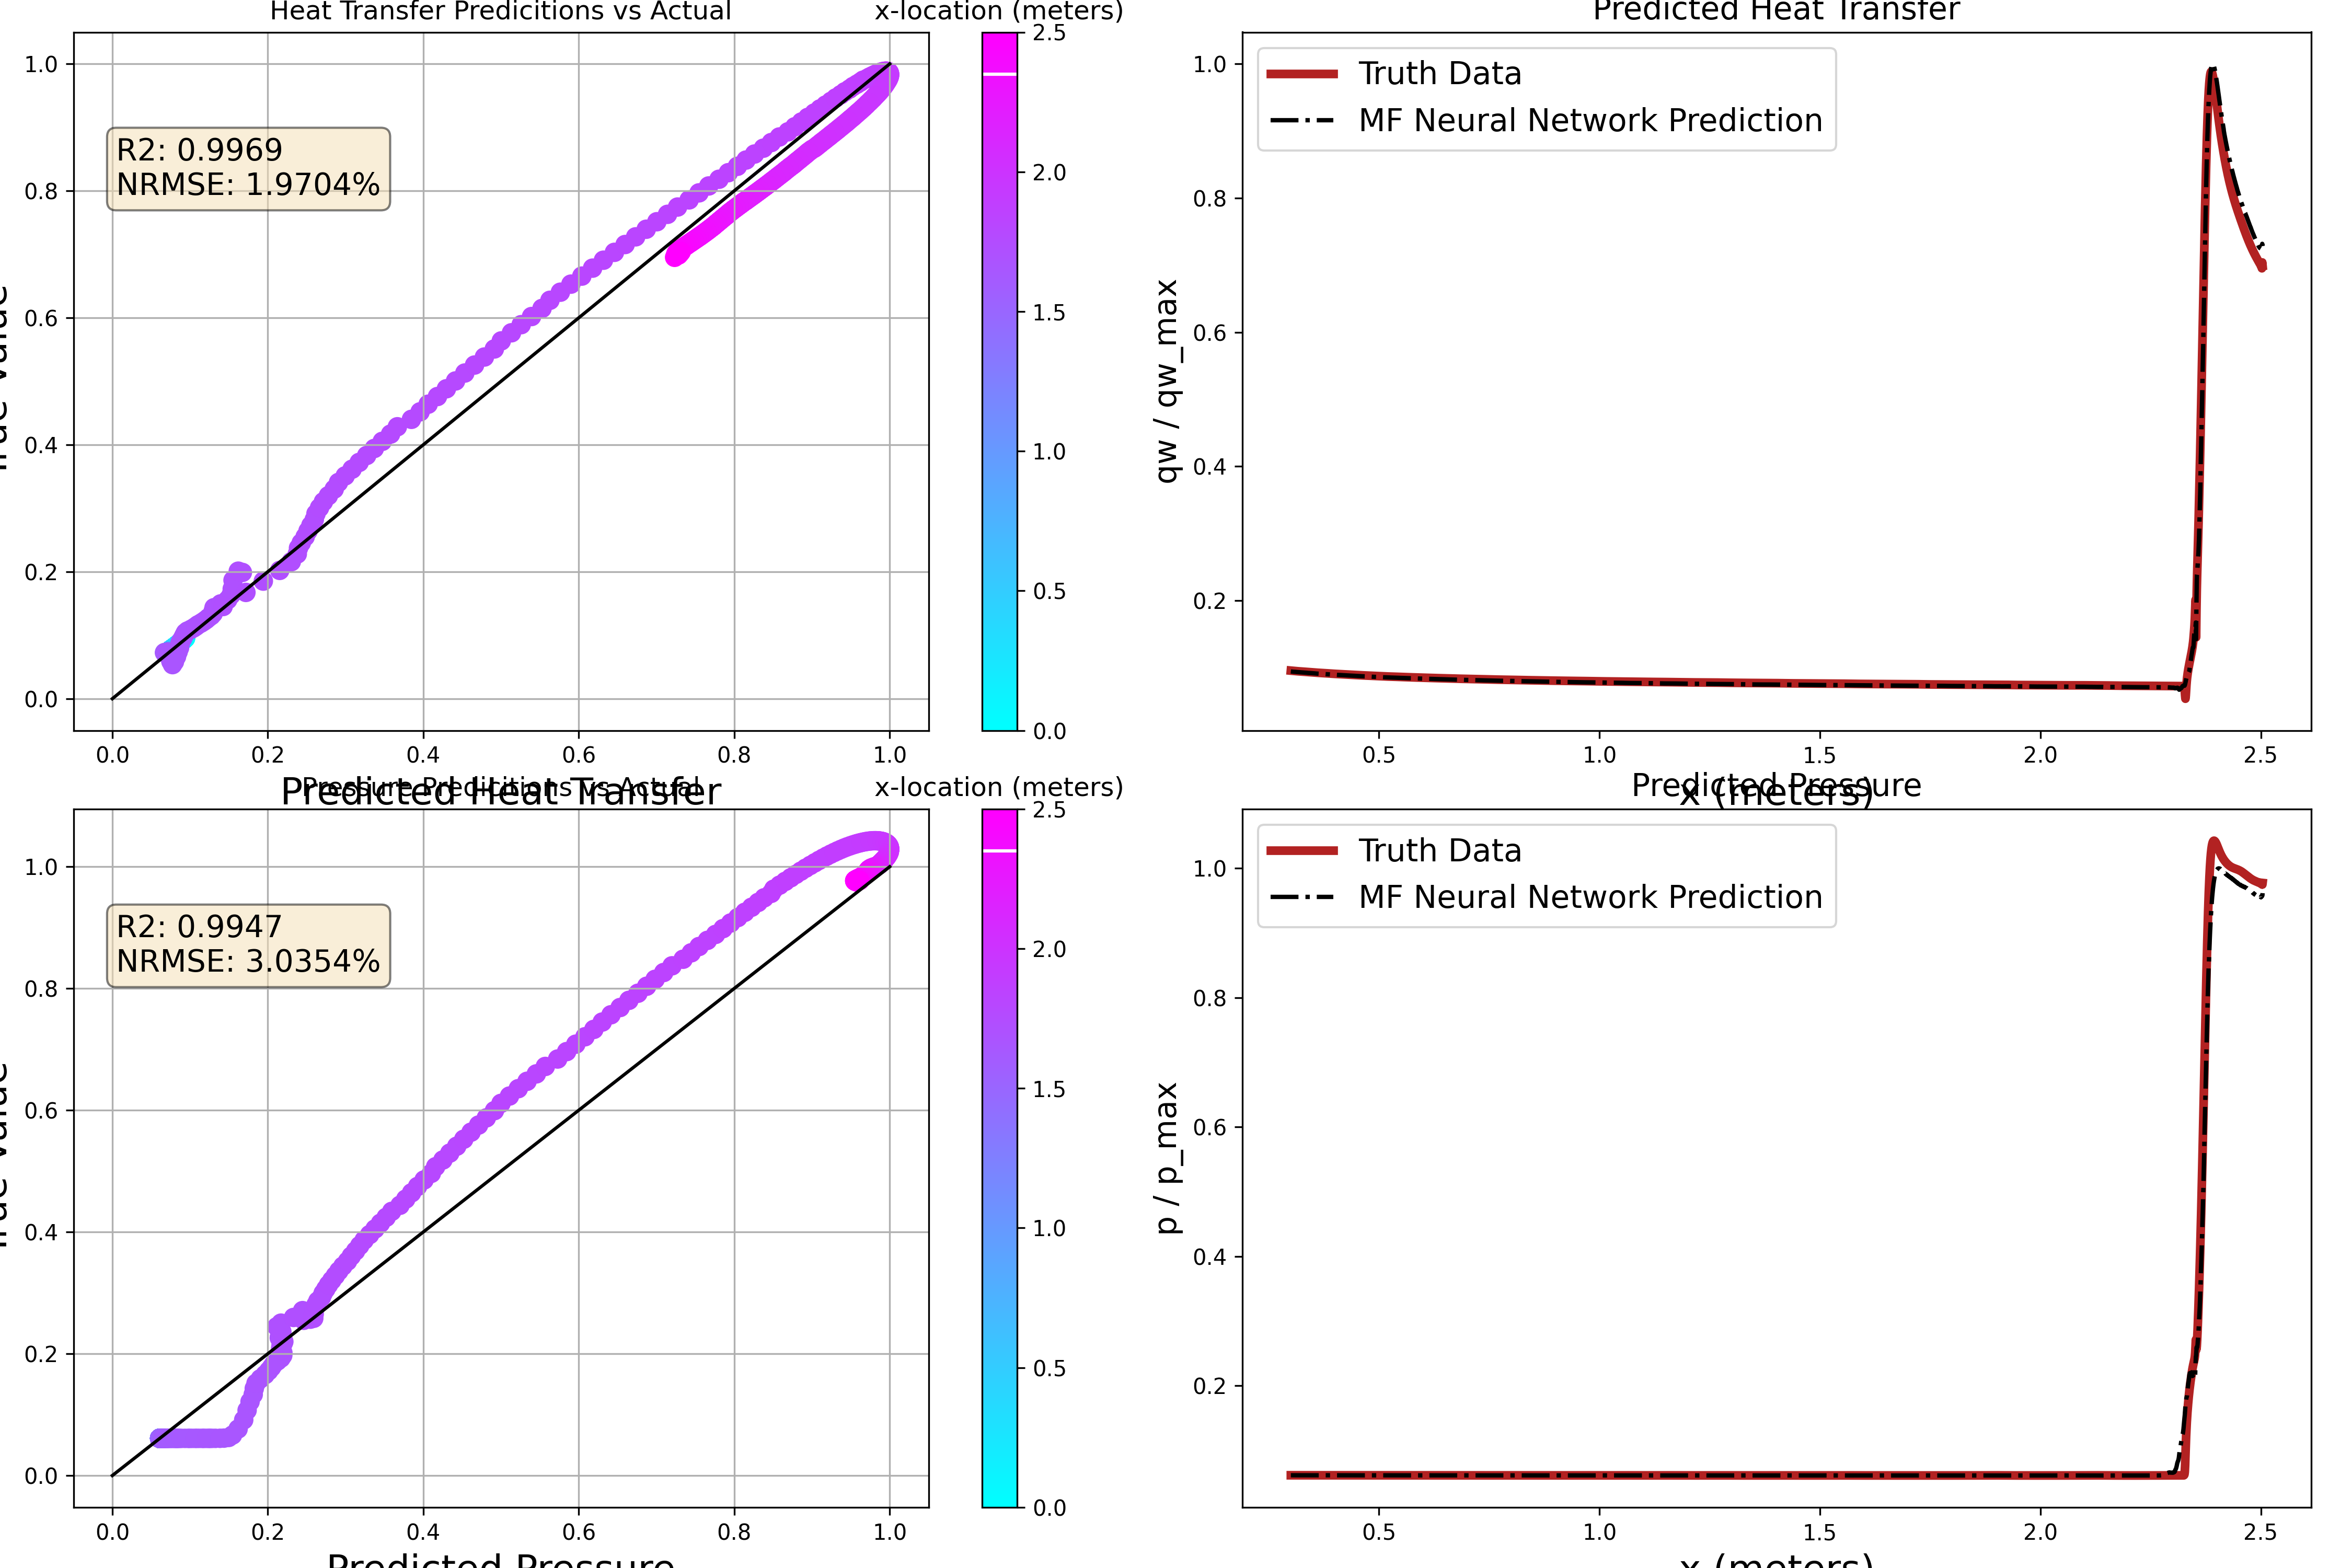 Heat Transfer Predicitions vs Actual
x-location (meters)
1.0
0.8
0.6
0.4
0.2
0.0
R2: 0.9969
NRMSE: 1.9704%
0.0
0.2
0.4
0.6
0.8
1.0
Predicted Heat Transfer
2.5
2.0
1.5
1.0
0.5
0.0
Predicted Heat Transfer
Truth Data
MF Neural Network Prediction
qw / qw_max
1.0
0.8
0.6
0.4
0.2
0.5
1.0
1.5
2.0
2.5
x (meters)
Pressure Predicitions vs Actual
x-location (meters)
True Value
1.0
0.8
0.6
0.4
0.2
0.0
R2: 0.9947
NRMSE: 3.0354%
0.0
0.2
0.4
0.6
0.8
1.0
Predicted Pressure
2.5
2.0
1.5
1.0
0.5
0.0
Predicted Pressure
Truth Data
MF Neural Network Prediction
p / p_max
1.0
0.8
0.6
0.4
0.2
0.5
1.0
1.5
2.0
2.5
x (meters)